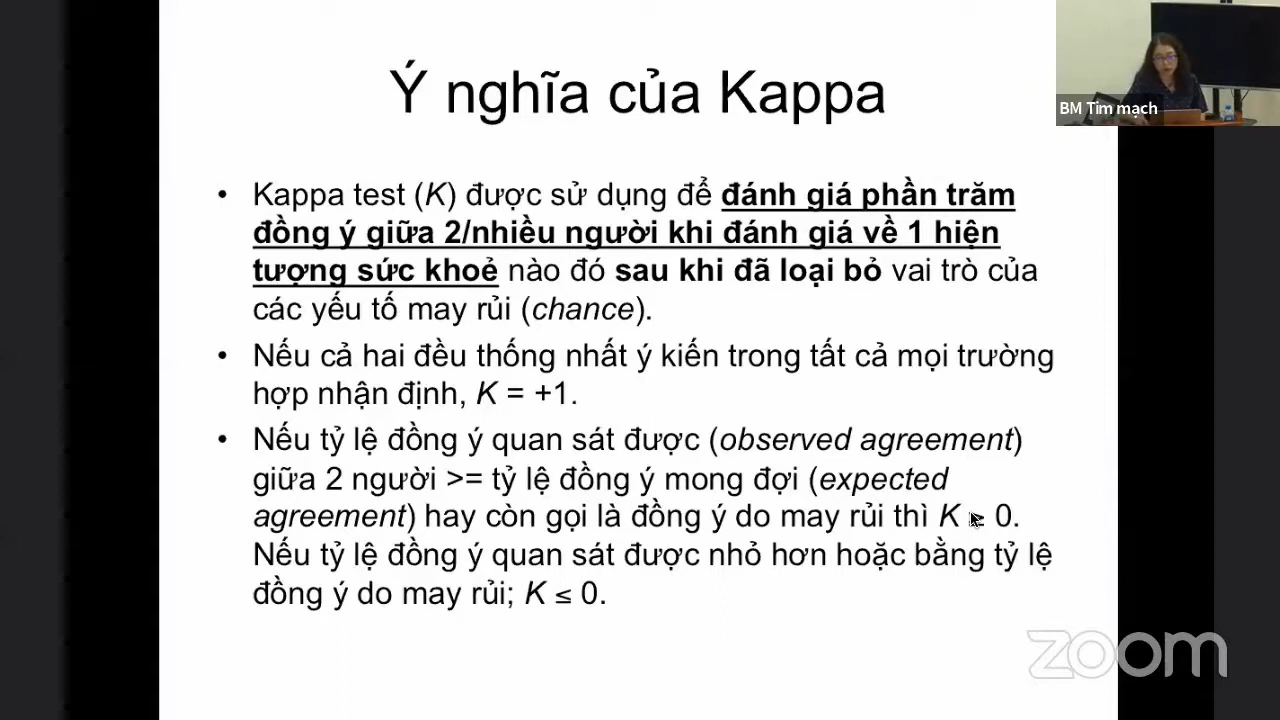 Ý nghĩa của Kappa
BM Tim mạch
• Kappa test (K) được sử dụng để đánh giá phần trăm
đồng ý giữa 2/nhiều người khi đánh giá về 1 hiện
tượng sức khoẻ nào đó sau khi đã loại bỏ vai trò của
các yếu tố may rủi (chance).
• Nếu cả hai đều thống nhất ý kiến trong tất cả mọi trường
hợp nhận định, K = +1.
• Nếu tỷ lệ đồng ý quan sát được (observed agreement)
giữa 2 người >= tỷ lệ đồng ý mong đợi (expected
agreement) hay còn gọi là đồng ý do may rủi thì K ≥ 0.
Nếu tỷ lệ đồng ý quan sát được nhỏ hơn hoặc bằng tỷ lệ
đồng ý do may rủi; K ≤ 0.
zoom